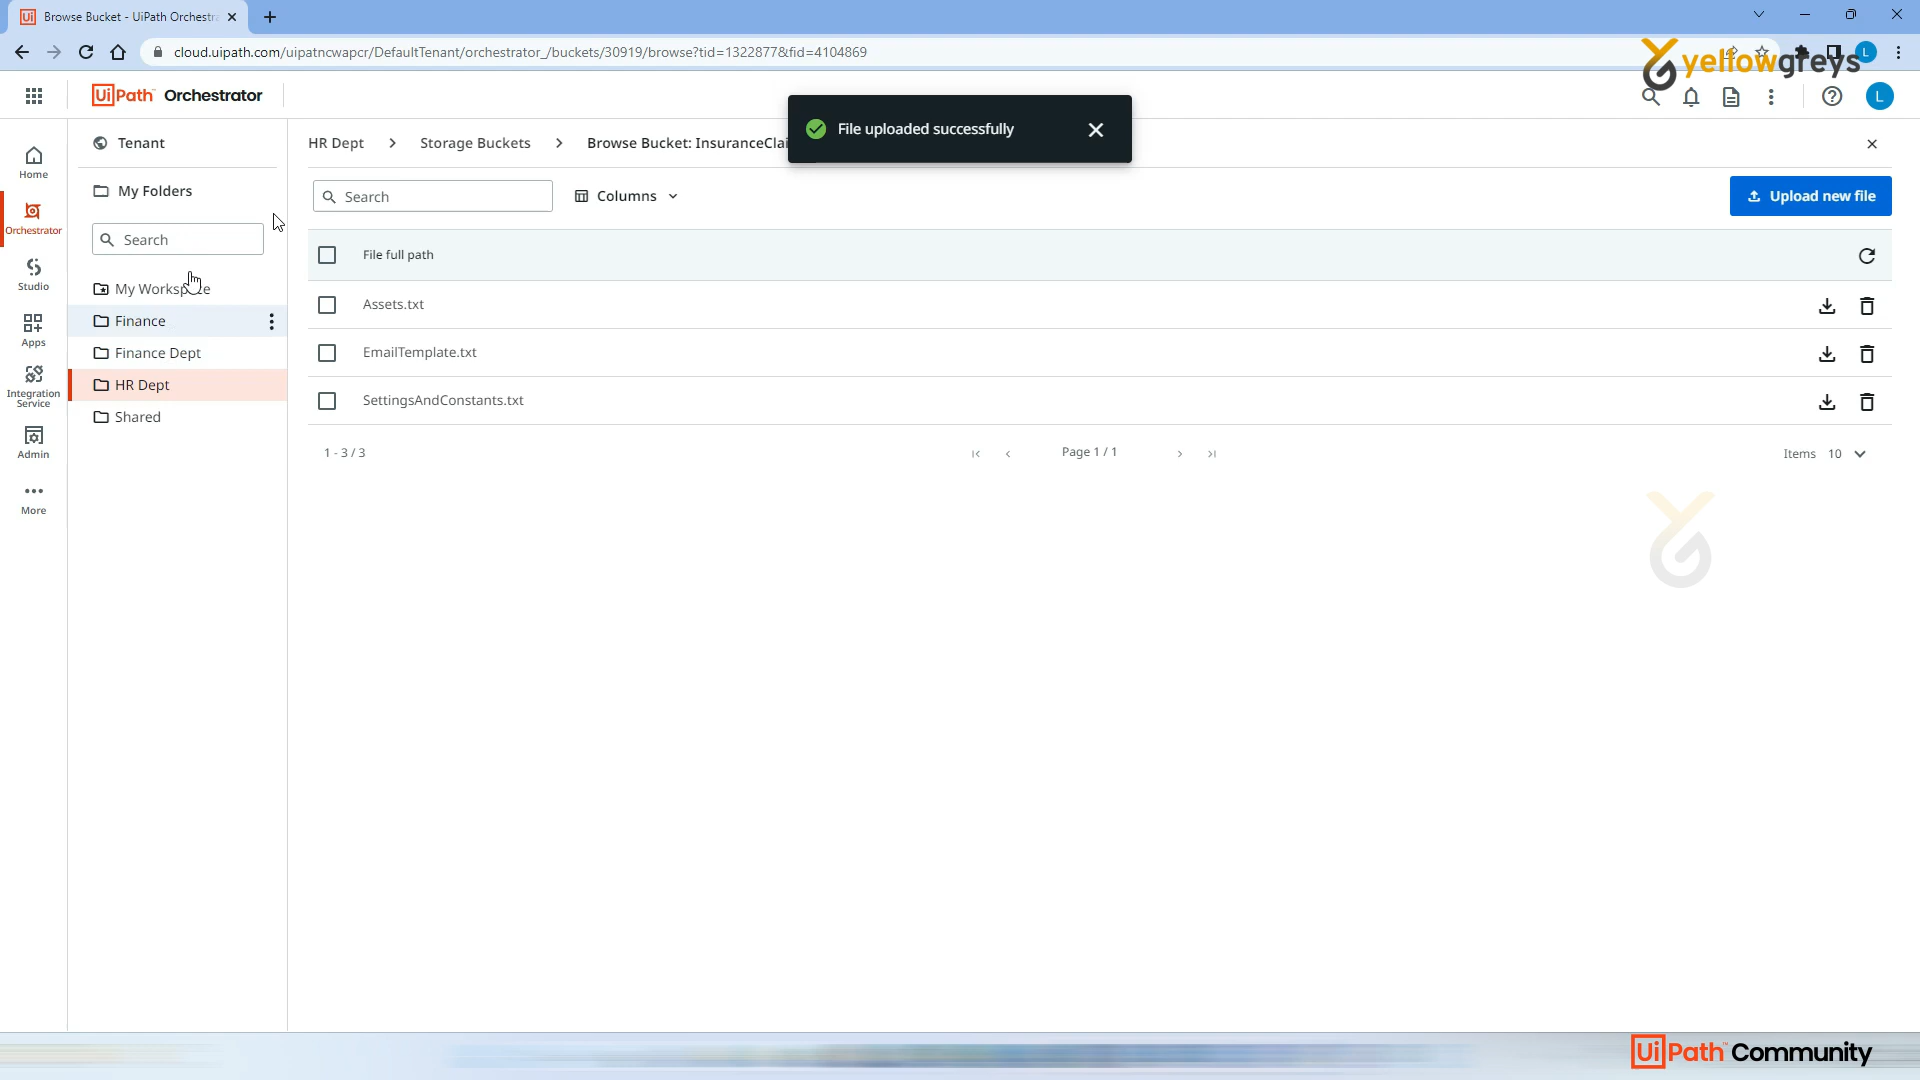 Browse Bucket - UiPath Orchestr
cloud.uipath.com/uipatncwapcr/DefaultTenant/orchestrator_/buckets/30919/browse?tid=1322877&fid=4104869
L
yellowgreys
UiPath™ Orchestrator
L
File uploaded successfully
Tenant
HR Dept > Storage Buckets > Browse Bucket: InsuranceClai
Home
My Folders
Search
Columns
Upload new file
Orchestrator
Search
File full path
Studio
My Workspace
Assets.txt
Finance
Apps
Finance Dept
EmailTemplate.txt
HR Dept
Integration
Service
SettingsAndConstants.txt
Shared
Admin
1 - 3 / 3
Page 1 / 1
Items 10
More
UiPath™ Community